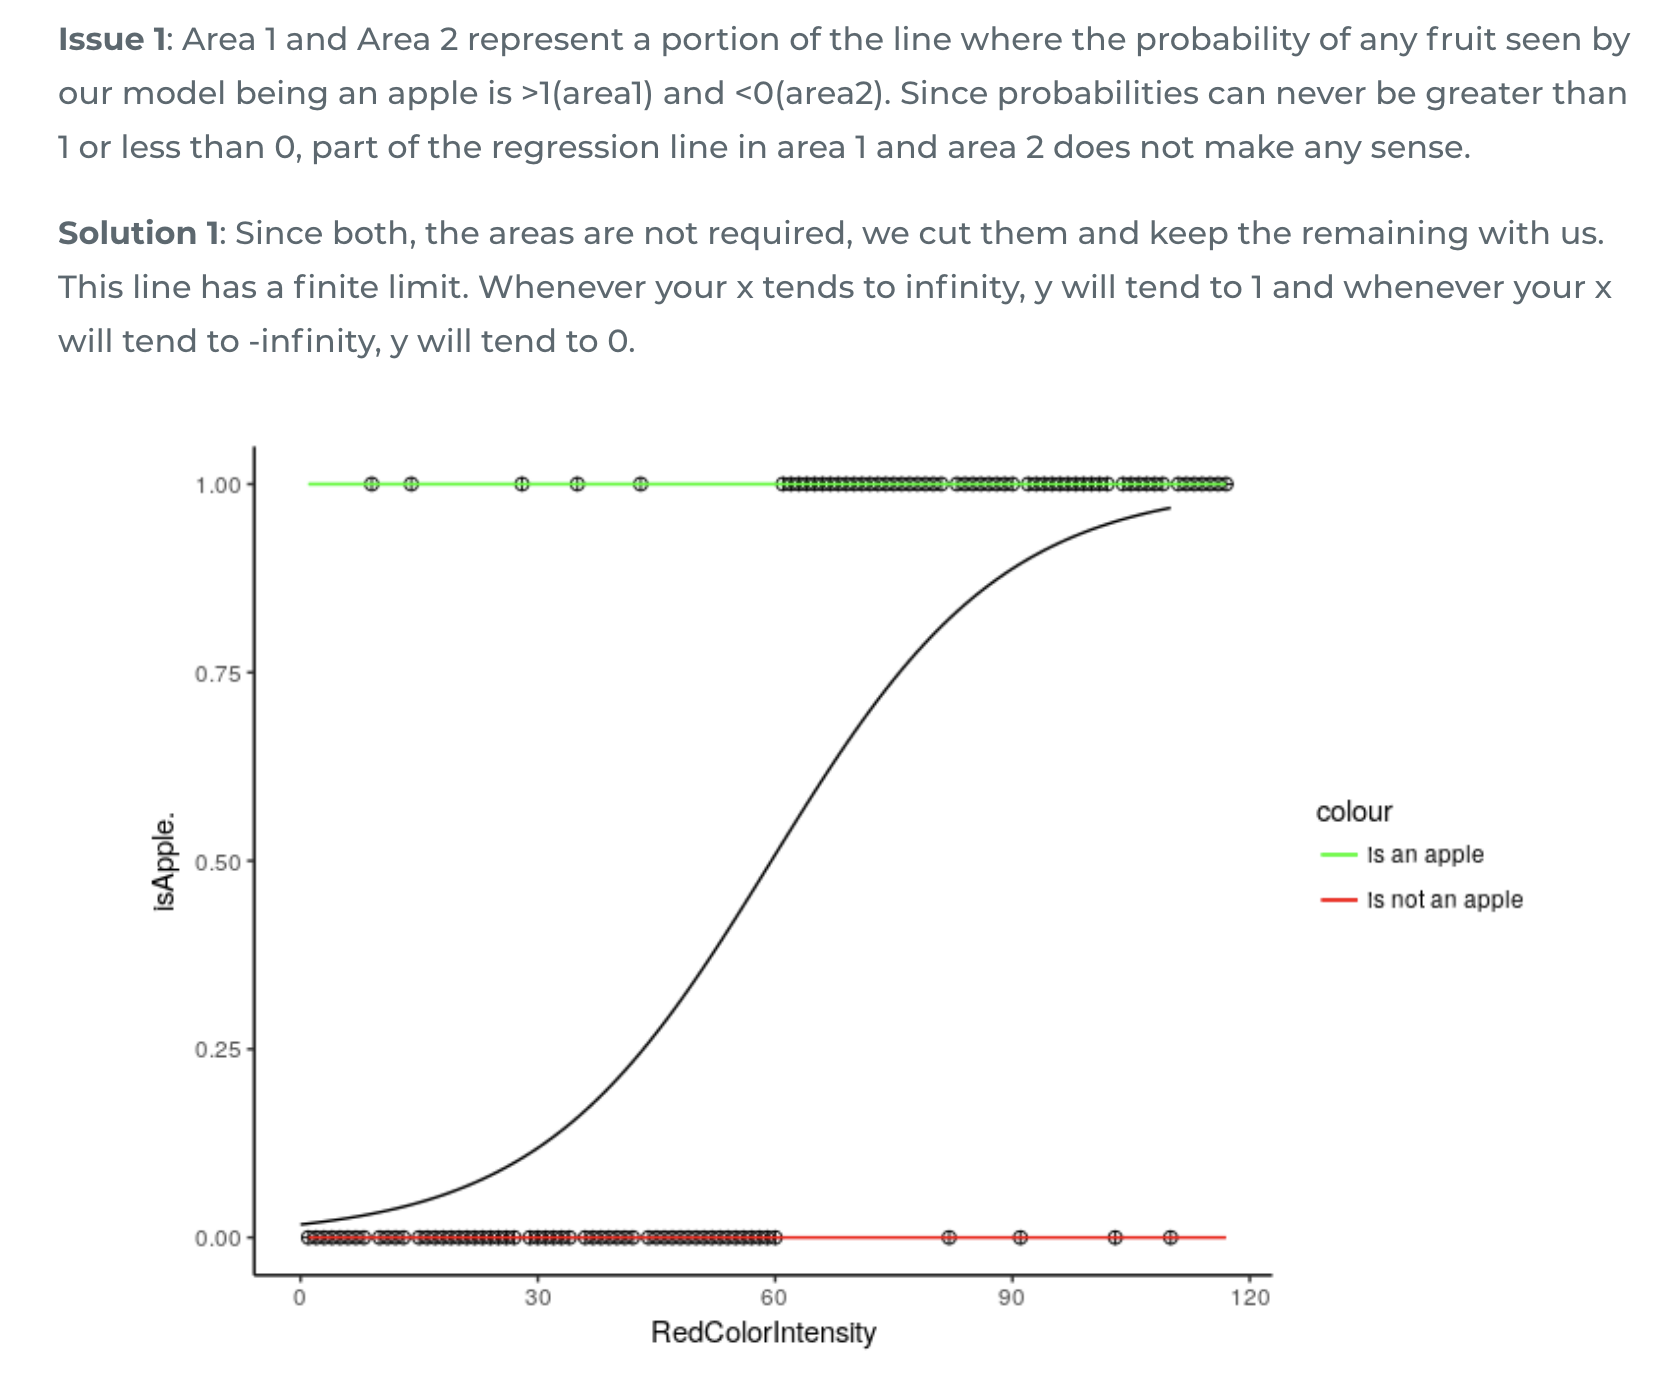 Issue 1: Area 1 and Area 2 represent a portion of the line where the probability of any fruit seen by
our model being an apple is >1(area1) and <0(area2). Since probabilities can never be greater than
1 or less than 0, part of the regression line in area 1 and area 2 does not make any sense.
Solution 1: Since both, the areas are not required, we cut them and keep the remaining with us.
This line has a finite limit. Whenever your x tends to infinity, y will tend to 1 and whenever your x
will tend to -infinity, y will tend to 0.
1.00
0.75
0.50
0.25
0.00
isApple.
0 30 60 90 120
RedColorIntensity
colour
Is an apple
Is not an apple